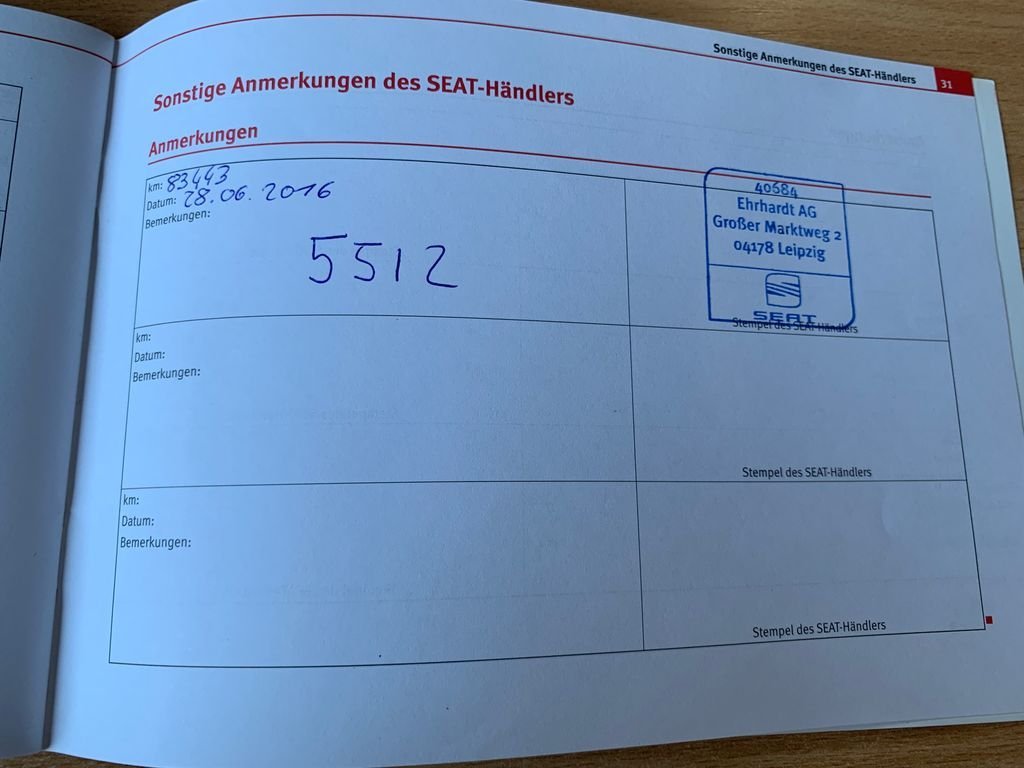 Sonstige Anmerkungen des SEAT-Händlers 31
Sonstige Anmerkungen des SEAT-Händlers
Anmerkungen
km: 83443
Datum: 28.06.2016
Bemerkungen:
5512
40684
Ehrhardt AG
Großer Marktweg 2
04178 Leipzig
SEAT
Stempel des SEAT-Händlers
km:
Datum:
Bemerkungen:
Stempel des SEAT-Händlers
km:
Datum:
Bemerkungen:
Stempel des SEAT-Händlers